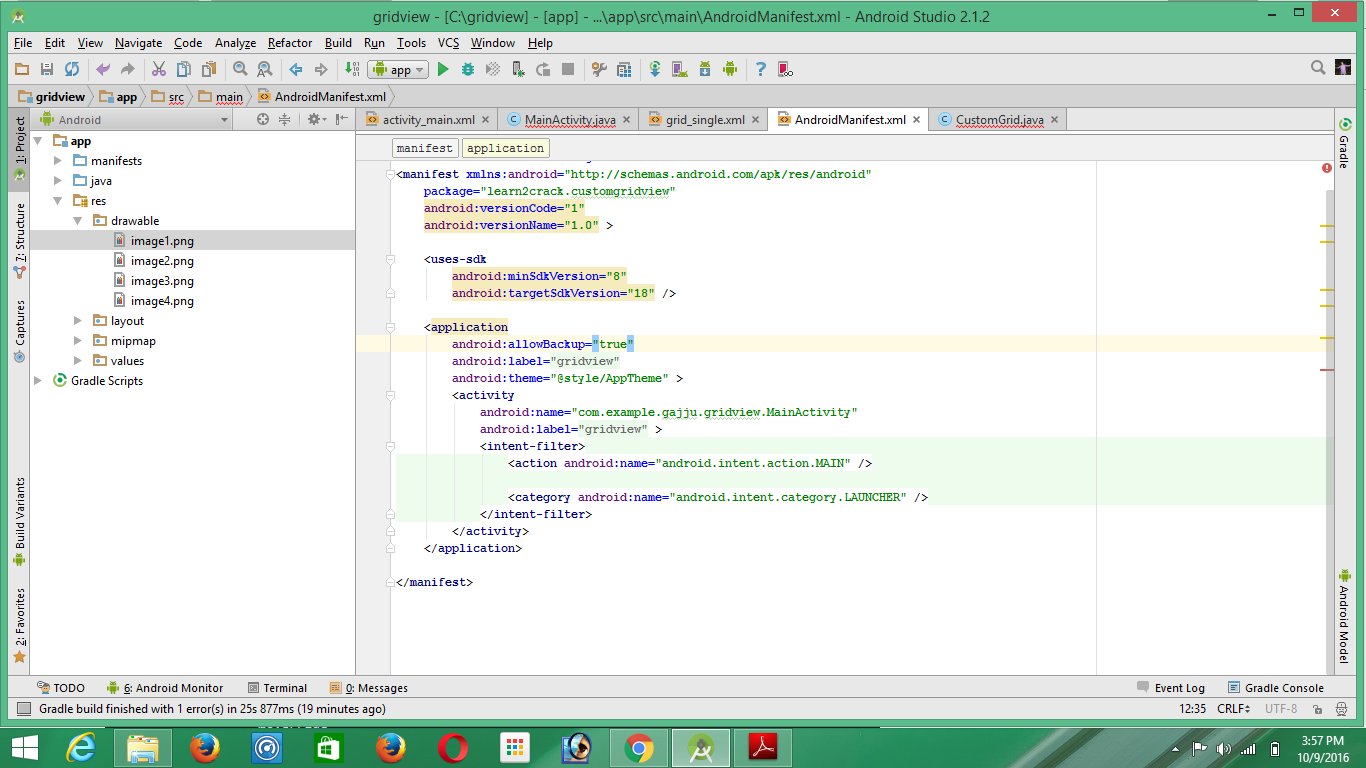 gridview - [C:\gridview] - [app] - ...\app\src\main\AndroidManifest.xml - Android Studio 2.1.2
File Edit View Navigate Code Analyze Refactor Build Run Tools VCS Window Help
app
gridview app src main AndroidManifest.xml
1: Project
7: Structure
Captures
Build Variants
2: Favorites
Android
app
manifests
java
res
drawable
image1.png
image2.png
image3.png
image4.png
layout
mipmap
values
Gradle Scripts
activity_main.xml MainActivity.java grid_single.xml AndroidManifest.xml CustomGrid.java
manifest application
<manifest xmlns:android="http://schemas.android.com/apk/res/android"
package="learn2crack.customgridview"
android:versionCode="1"
android:versionName="1.0" >
<uses-sdk
android:minSdkVersion="8"
android:targetSdkVersion="18" />
<application
android:allowBackup="true"
android:label="gridview"
android:theme="@style/AppTheme" >
<activity
android:name="com.example.gajju.gridview.MainActivity"
android:label="gridview" >
<intent-filter>
<action android:name="android.intent.action.MAIN" />
<category android:name="android.intent.category.LAUNCHER" />
</intent-filter>
</activity>
</application>
</manifest>
Gradle
Android Model
TODO 6: Android Monitor Terminal 0: Messages Event Log Gradle Console
Gradle build finished with 1 error(s) in 25s 877ms (19 minutes ago) 12:35 CRLF UTF-8
3:57 PM
10/9/2016